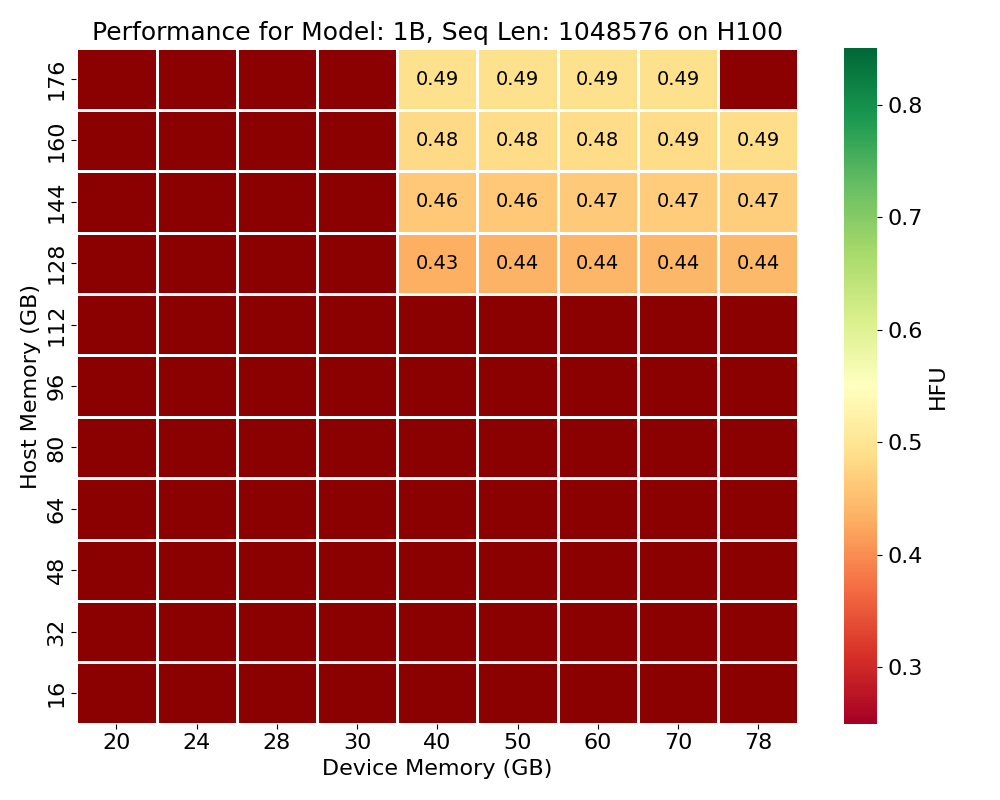 Performance for Model: 1B, Seq Len: 1048576 on H100
Host Memory (GB)
176 0.49 0.49 0.49 0.49
160 0.48 0.48 0.48 0.49 0.49
144 0.46 0.46 0.47 0.47 0.47
128 0.43 0.44 0.44 0.44 0.44
112
96
80
64
48
32
16
20 24 28 30 40 50 60 70 78
Device Memory (GB)
0.8
0.7
0.6
0.5
0.4
0.3
HFU